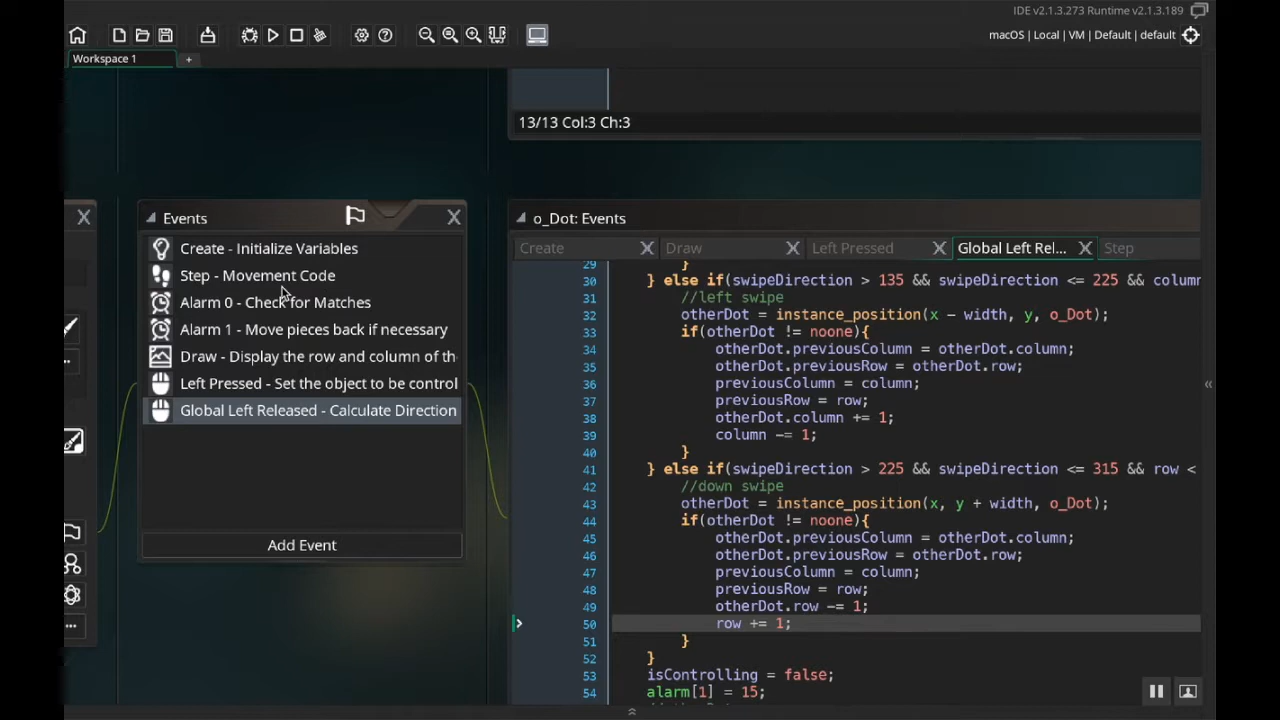 IDE v2.1.3.273 Runtime v2.1.3.189
macOS | Local | VM | Default | default
Workspace 1
+
13/13 Col:3 Ch:3
Events
Create - Initialize Variables
Step - Movement Code
Alarm 0 - Check for Matches
Alarm 1 - Move pieces back if necessary
Draw - Display the row and column of th
Left Pressed - Set the object to be control
Global Left Released - Calculate Direction
Add Event
o_Dot: Events
Create
Draw
Left Pressed
Global Left Rel...
Step
29 }
30 } else if(swipeDirection > 135 && swipeDirection <= 225 && column
31 //left swipe
32 otherDot = instance_position(x - width, y, o_Dot);
33 if(otherDot != noone){
34 otherDot.previousColumn = otherDot.column;
35 otherDot.previousRow = otherDot.row;
36 previousColumn = column;
37 previousRow = row;
38 otherDot.column += 1;
39 column -= 1;
40 }
41 } else if(swipeDirection > 225 && swipeDirection <= 315 && row <
42 //down swipe
43 otherDot = instance_position(x, y + width, o_Dot);
44 if(otherDot != noone){
45 otherDot.previousColumn = otherDot.column;
46 otherDot.previousRow = otherDot.row;
47 previousColumn = column;
48 previousRow = row;
49 otherDot.row -= 1;
50 row += 1;
51 }
52 }
53 isControlling = false;
54 alarm[1] = 15;